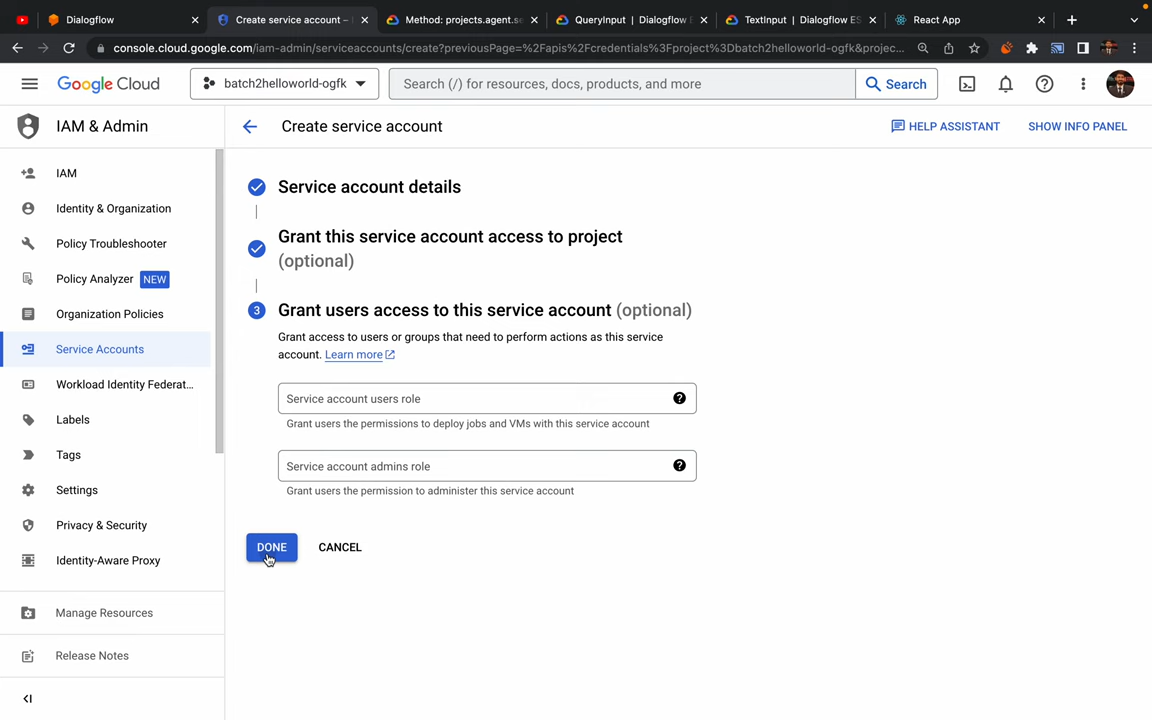 Dialogflow
Create service account –
Method: projects.agent.se
QueryInput | Dialogflow E
TextInput | Dialogflow ES
React App
console.cloud.google.com/iam-admin/serviceaccounts/create?previousPage=%2Fapis%2Fcredentials%3Fproject%3Dbatch2helloworld-ogfk&projec...
Google Cloud
batch2helloworld-ogfk
Search (/) for resources, docs, products, and more
Search
IAM & Admin
Create service account
HELP ASSISTANT
SHOW INFO PANEL
IAM
Identity & Organization
Policy Troubleshooter
Policy Analyzer NEW
Organization Policies
Service Accounts
Workload Identity Federat...
Labels
Tags
Settings
Privacy & Security
Identity-Aware Proxy
Manage Resources
Release Notes
Service account details
Grant this service account access to project
(optional)
3 Grant users access to this service account (optional)
Grant access to users or groups that need to perform actions as this service
account. Learn more
Service account users role
Grant users the permissions to deploy jobs and VMs with this service account
Service account admins role
Grant users the permission to administer this service account
DONE
CANCEL